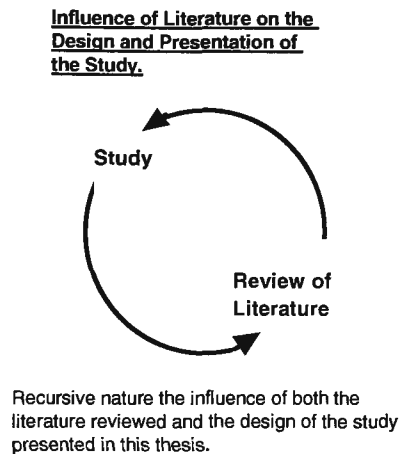 Influence of Literature on the
Design and Presentation of
the Study.
Study
Review of
Literature
Recursive nature the influence of both the
literature reviewed and the design of the study
presented in this thesis.